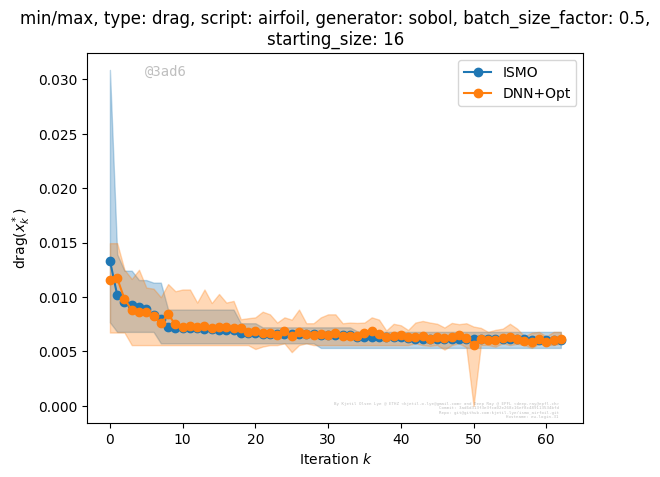 min/max, type: drag, script: airfoil, generator: sobol, batch_size_factor: 0.5,
starting_size: 16
@3ad6
ISMO
DNN+Opt
0.030
0.025
0.020
0.015
0.010
0.005
0.000
drag(x*k)
0
10
20
30
40
50
60
Iteration k